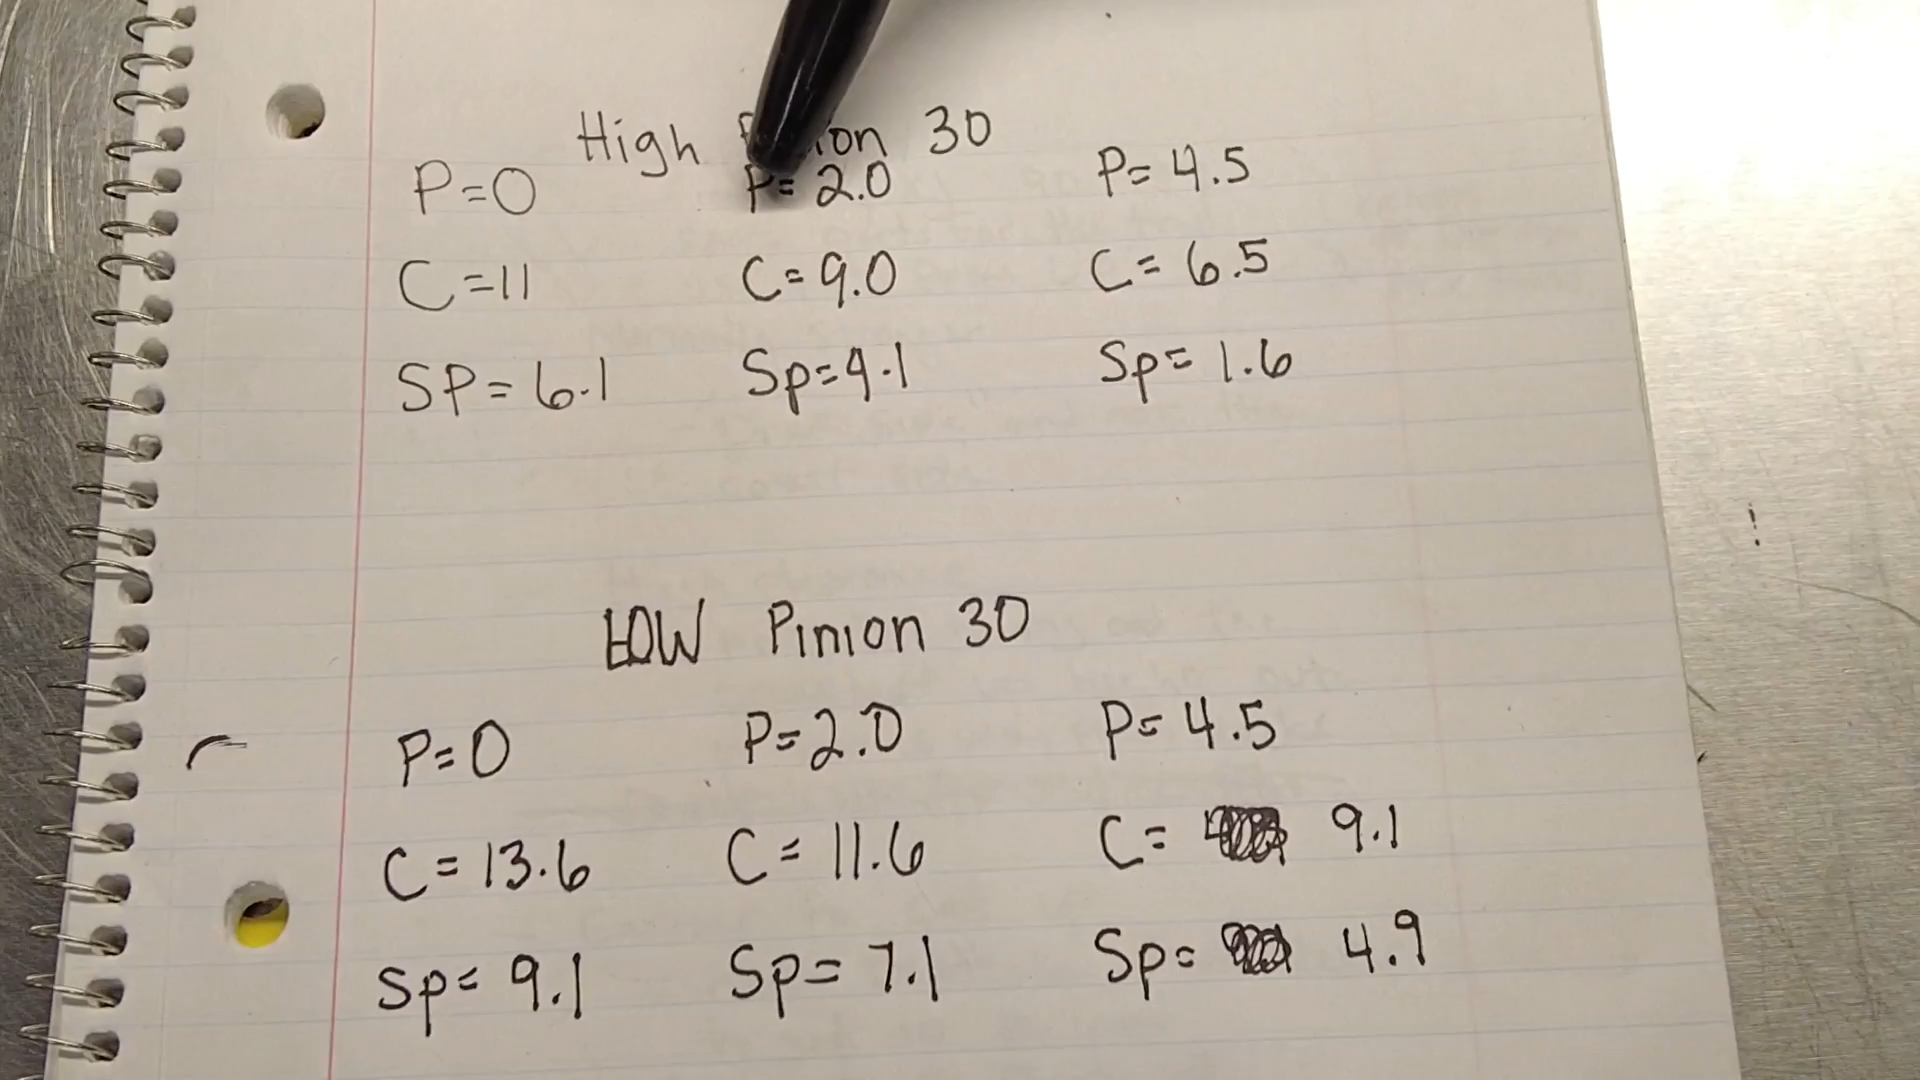 High Pinion 30
P=0 P=2.0 P=4.5
C=11 C=9.0 C=6.5
SP=6.1 Sp=4.1 Sp=1.6
LOW Pinion 30
P=0 P=2.0 P=4.5
C=13.6 C=11.6 C= 9.1
Sp=9.1 Sp=7.1 Sp= 4.9